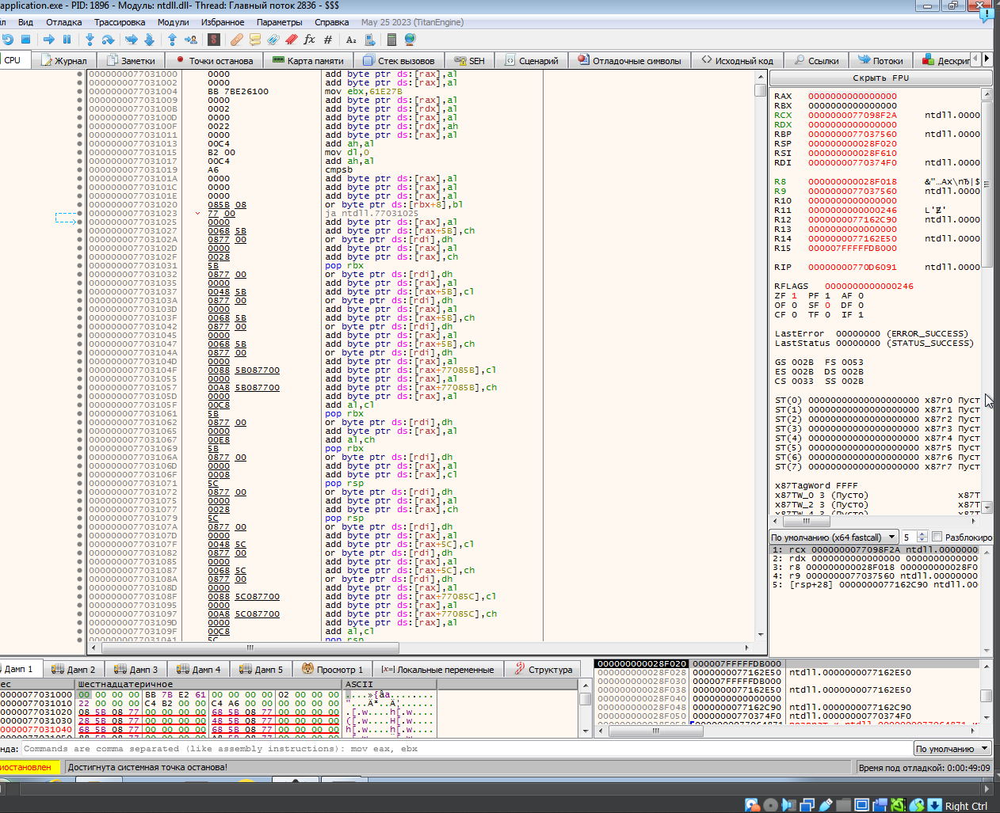 application.exe - PID: 1896 - Модуль: ntdll.dll- Thread: Главный поток 2836 - $$$
Вид Отладка Трассировка Модули Избранное Параметры Справка May 25 2023 (TitanEngine)
CPU Журнал Заметки Точки останова Карта памяти Стек вызовов SEH Сценарий Отладочные символы Исходный код Ссылки Потоки
0000000077031000 0000 add byte ptr ds:[rax],al
0000000077031002 0000 add byte ptr ds:[rax],al
0000000077031004 BB 7BE26100 mov ebx,61E27B
0000000077031009 0000 add byte ptr ds:[rax],al
000000007703100B 0002 add byte ptr ds:[rdx],al
000000007703100D 0000 add byte ptr ds:[rax],al
000000007703100F 0022 add byte ptr ds:[rdx],ah
0000000077031011 0000 add byte ptr ds:[rax],al
0000000077031013 00C4 add ah,al
0000000077031015 B2 00 mov dl,0
0000000077031017 00C4 add ah,al
0000000077031019 A6 cmpsb
000000007703101A 0000 add byte ptr ds:[rax],al
000000007703101C 0000 add byte ptr ds:[rax],al
000000007703101E 0000 add byte ptr ds:[rax],al
0000000077031020 085B 08 or byte ptr ds:[rbx+8],bl
0000000077031023 77 00 ja ntdll.77031025
0000000077031025 0000 add byte ptr ds:[rax],al
0000000077031027 0068 5B add byte ptr ds:[rax+5B],ch
000000007703102A 0877 00 or byte ptr ds:[rdi],dh
000000007703102D 0000 add byte ptr ds:[rax],al
000000007703102F 0028 add byte ptr ds:[rax],ch
0000000077031031 5B pop rbx
0000000077031032 0877 00 or byte ptr ds:[rdi],dh
0000000077031035 0000 add byte ptr ds:[rax],al
0000000077031037 0048 5B add byte ptr ds:[rax+5B],cl
000000007703103A 0877 00 or byte ptr ds:[rdi],dh
000000007703103D 0000 add byte ptr ds:[rax],al
000000007703103F 0068 5B add byte ptr ds:[rax+5B],ch
0000000077031042 0877 00 or byte ptr ds:[rdi],dh
0000000077031045 0000 add byte ptr ds:[rax],al
0000000077031047 0068 5B add byte ptr ds:[rax+5B],ch
000000007703104A 0877 00 or byte ptr ds:[rdi],dh
000000007703104D 0000 add byte ptr ds:[rax],al
000000007703104F 0088 5B087700 add byte ptr ds:[rax+77085B],cl
0000000077031055 0000 add byte ptr ds:[rax],al
0000000077031057 00A8 5B087700 add byte ptr ds:[rax+77085B],ch
000000007703105D 0000 add byte ptr ds:[rax],al
000000007703105F 00C8 add al,cl
0000000077031061 5B pop rbx
0000000077031062 0877 00 or byte ptr ds:[rdi],dh
0000000077031065 0000 add byte ptr ds:[rax],al
0000000077031067 00E8 add al,ch
0000000077031069 5B pop rbx
000000007703106A 0877 00 or byte ptr ds:[rdi],dh
000000007703106D 0000 add byte ptr ds:[rax],al
000000007703106F 0008 add byte ptr ds:[rax],cl
0000000077031071 5C pop rsp
0000000077031072 0877 00 or byte ptr ds:[rdi],dh
0000000077031075 0000 add byte ptr ds:[rax],al
0000000077031077 0028 add byte ptr ds:[rax],ch
0000000077031079 5C pop rsp
000000007703107A 0877 00 or byte ptr ds:[rdi],dh
000000007703107D 0000 add byte ptr ds:[rax],al
000000007703107F 0048 5C add byte ptr ds:[rax+5C],cl
0000000077031082 0877 00 or byte ptr ds:[rdi],dh
0000000077031085 0000 add byte ptr ds:[rax],al
0000000077031087 0068 5C add byte ptr ds:[rax+5C],ch
000000007703108A 0877 00 or byte ptr ds:[rdi],dh
000000007703108D 0000 add byte ptr ds:[rax],al
000000007703108F 0088 5C087700 add byte ptr ds:[rax+77085C],cl
0000000077031095 0000 add byte ptr ds:[rax],al
0000000077031097 00A8 5C087700 add byte ptr ds:[rax+77085C],ch
000000007703109D 0000 add byte ptr ds:[rax],al
000000007703109F 00C8 add al,cl
00000000770310A1 5C pop rsp
Скрыть FPU
RAX 0000000000000000
RBX 0000000000000000
RCX 0000000077098F2A ntdll.0000
RDX 0000000000000000
RBP 0000000077037560 ntdll.0000
RSP 000000000028F020
RSI 000000000028F610
RDI 00000000770374F0 ntdll.0000
R8 000000000028F018 &"…Ax\nЂ|$
R9 0000000077037560 ntdll.0000
R10 0000000000000000
R11 0000000000000246
R12 0000000077162C90 ntdll.0000
R13 0000000000000000
R14 0000000077162E50 ntdll.0000
R15 000007FFFFFDB000
RIP 00000000770D6091 ntdll.0000
RFLAGS 0000000000000246
ZF 1 PF 1 AF 0
OF 0 SF 0 DF 0
CF 0 TF 0 IF 1
LastError 00000000 (ERROR_SUCCESS)
LastStatus 00000000 (STATUS_SUCCESS)
GS 002B FS 0053
ES 002B DS 002B
CS 0033 SS 002B
ST(0) 00000000000000000000 x87r0 Пуст
ST(1) 00000000000000000000 x87r1 Пуст
ST(2) 00000000000000000000 x87r2 Пуст
ST(3) 00000000000000000000 x87r3 Пуст
ST(4) 00000000000000000000 x87r4 Пуст
ST(5) 00000000000000000000 x87r5 Пуст
ST(6) 00000000000000000000 x87r6 Пуст
ST(7) 00000000000000000000 x87r7 Пуст
x87TagWord FFFF
x87TW_0 3 (Пусто) x87T
x87TW_2 3 (Пусто) x87T
x87TW_4 3 (Пусто) x87T
По умолчанию (x64 fastcall) 5 Разблокиро
1: rcx 0000000077098F2A ntdll.0000000
2: rdx 0000000000000000 0000000000000
3: r8 000000000028F018 000000000028F0
4: r9 0000000077037560 ntdll.00000000
5: [rsp+28] 0000000077162C90 ntdll.00
Дамп 1 Дамп 2 Дамп 3 Дамп 4 Дамп 5 Просмотр 1 [x=] Локальные переменные Структура
Шестнадцатеричное ASCII
0000077031000 00 00 00 00 BB 7B E2 61 00 00 00 00 02 00 00 00 ....»{âa........
0000077031010 22 00 00 00 C4 B2 00 00 C4 A6 00 00 00 00 00 00 "...Ä²..Ä¦......
0000077031020 08 5B 08 77 00 00 00 00 68 5B 08 77 00 00 00 00 .[.w....h[.w....
0000077031030 28 5B 08 77 00 00 00 00 48 5B 08 77 00 00 00 00 ([.w....H[.w....
0000077031040 68 5B 08 77 00 00 00 00 68 5B 08 77 00 00 00 00 h[.w....h[.w....
000000000028F020 000007FFFFFDB000
000000000028F028 0000000077162E50 ntdll.0000000077162E50
000000000028F030 0000000000000000
000000000028F038 0000000077162E50 ntdll.0000000077162E50
000000000028F040 0000000000000000
000000000028F048 0000000077162C90 ntdll.0000000077162C90
000000000028F050 00000000770374F0 ntdll.00000000770374F0
нда: Commands are comma separated (like assembly instructions): mov eax, ebx По умолчанию
Достигнута системная точка останова! Время под отладкой: 0:00:49:09
Right Ctrl